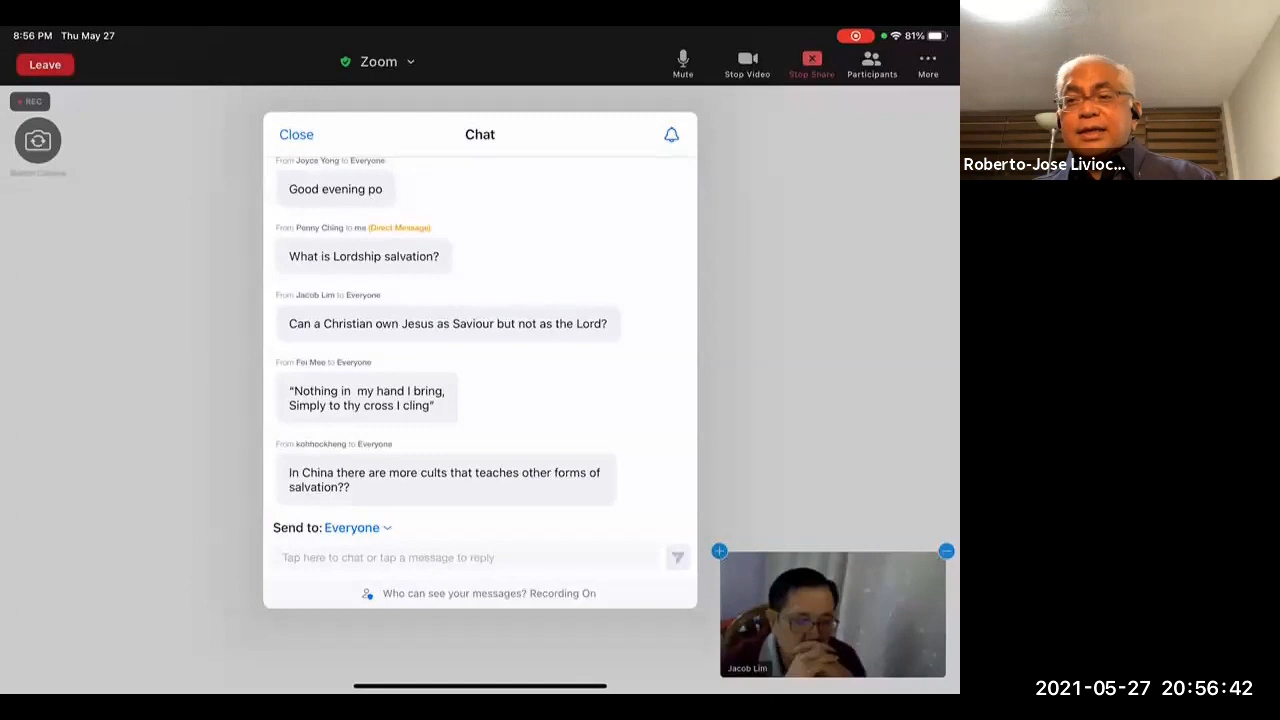 8:56 PM Thu May 27
81%
Leave
Zoom
Mute
Stop Video
Stop Share
Participants
More
REC
Close
Chat
From Joyce Yong to Everyone
Good evening po
From Penny Ching to me (Direct Message)
What is Lordship salvation?
From Jacob Lim to Everyone
Can a Christian own Jesus as Saviour but not as the Lord?
From Fei Mee to Everyone
“Nothing in  my hand I bring,
Simply to thy cross I cling”
From kohhockheng to Everyone
In China there are more cults that teaches other forms of
salvation??
Send to: Everyone
Tap here to chat or tap a message to reply
Who can see your messages? Recording On
Jacob Lim
Roberto-Jose Livioc...
2021-05-27 20:56:42